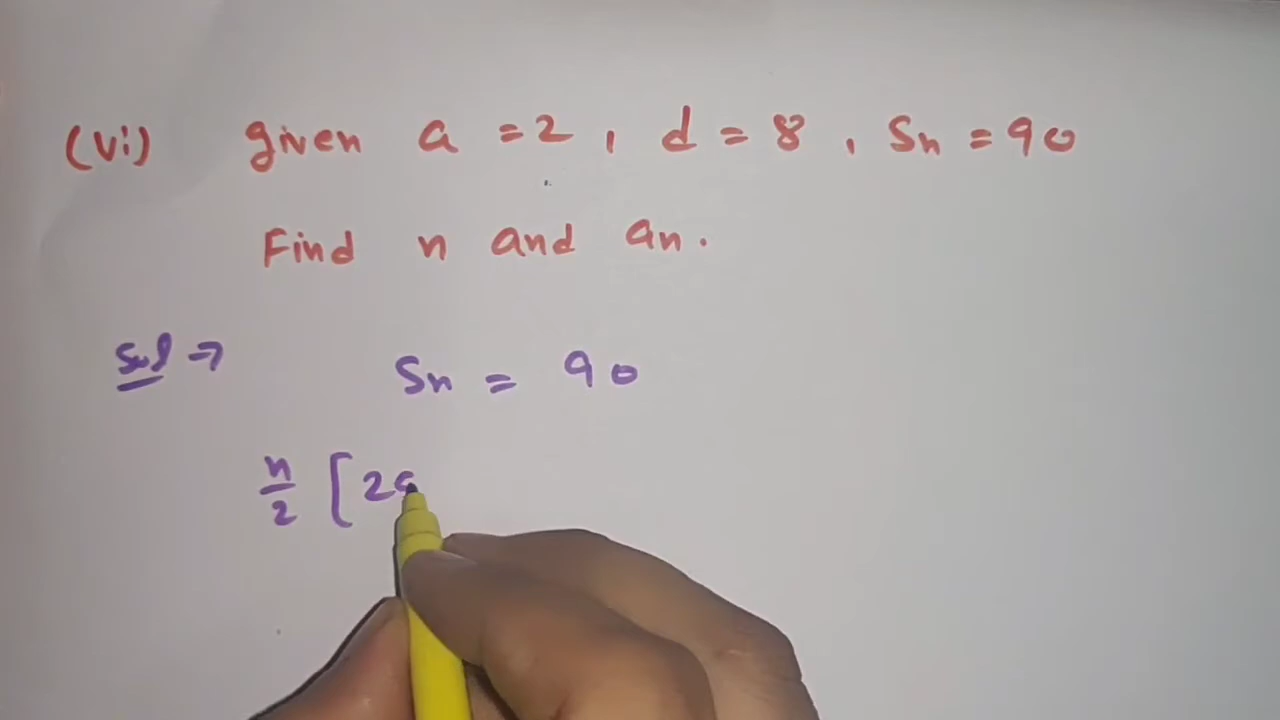 (vi) given a = 2, d = 8, Sn = 90
Find n and an.
Sol ⇒ Sn = 90
n/2 [2a